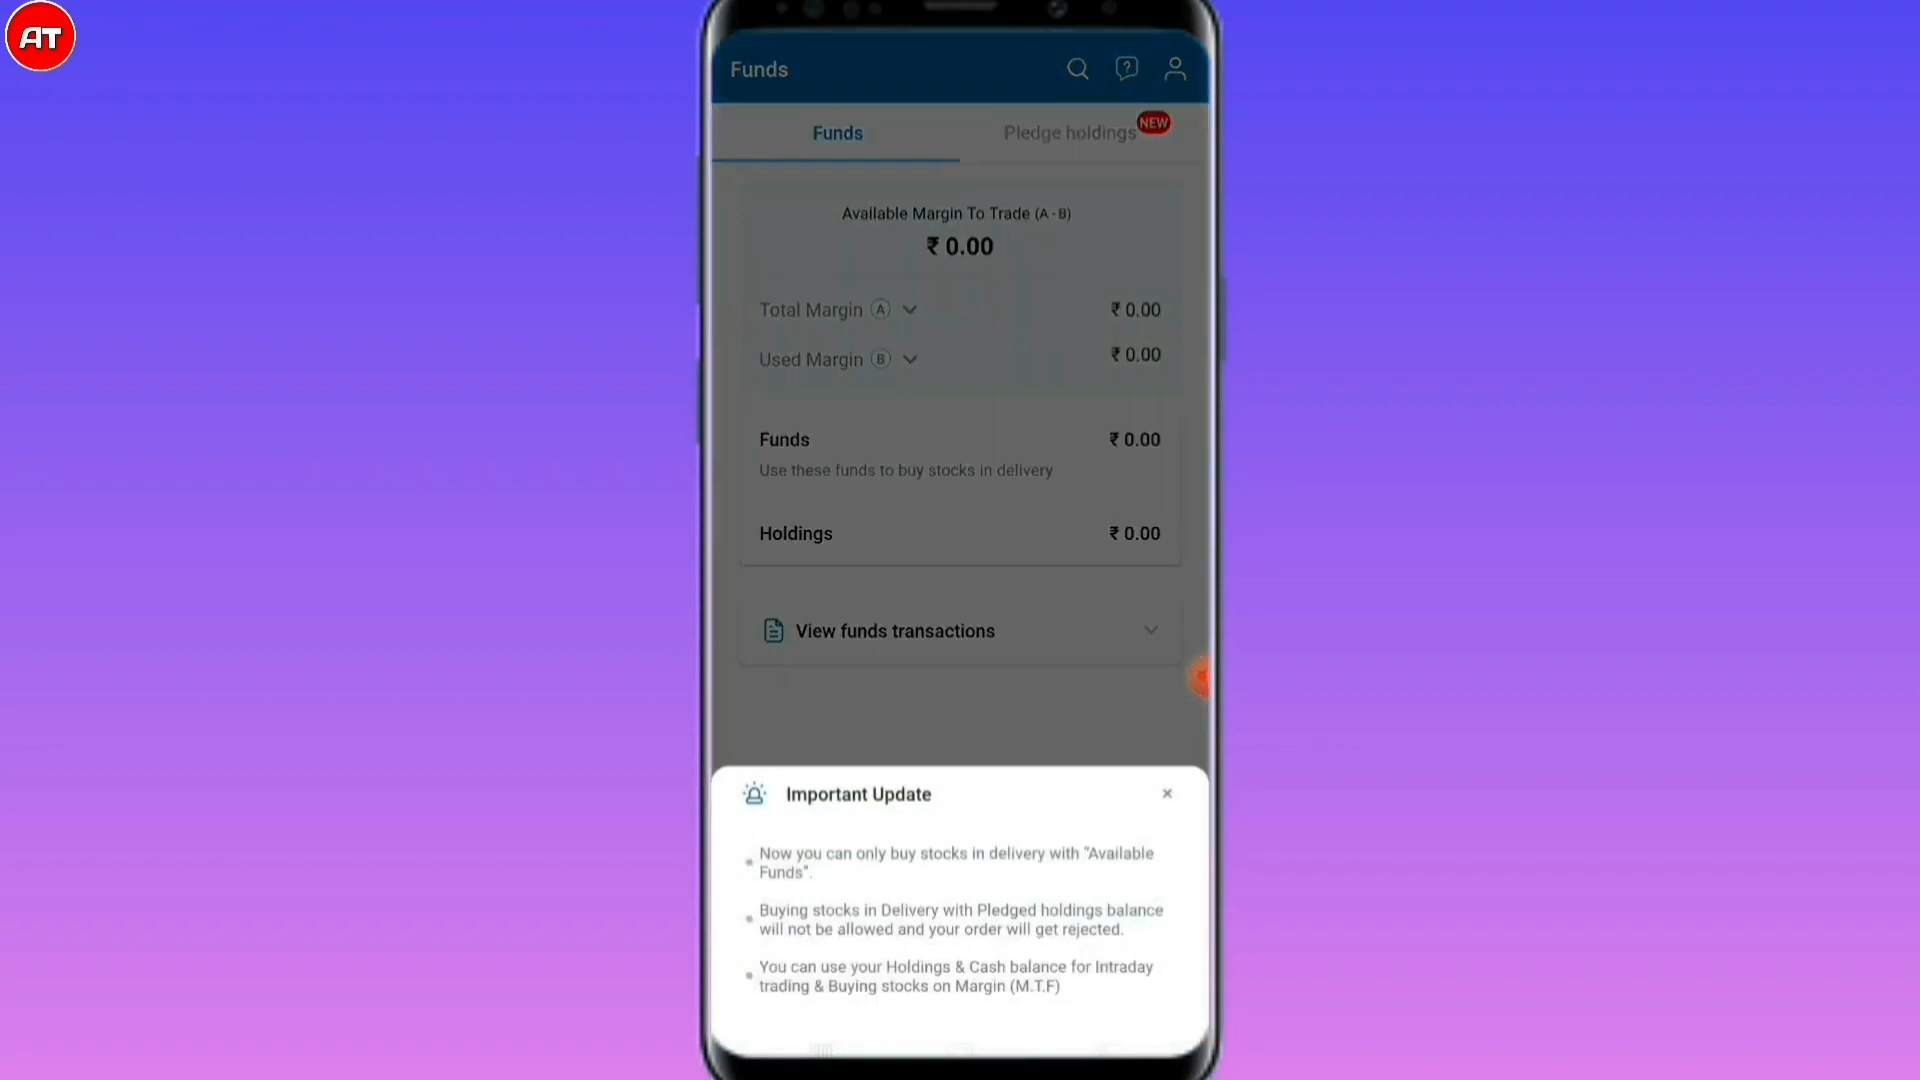 AT
Funds
Funds
Pledge holdings NEW
Available Margin To Trade (A - B)
₹ 0.00
Total Margin A ₹ 0.00
Used Margin B ₹ 0.00
Funds ₹ 0.00
Use these funds to buy stocks in delivery
Holdings ₹ 0.00
View funds transactions
Important Update ×
Now you can only buy stocks in delivery with "Available
Funds".
Buying stocks in Delivery with Pledged holdings balance
will not be allowed and your order will get rejected.
You can use your Holdings & Cash balance for Intraday
trading & Buying stocks on Margin (M.T.F)